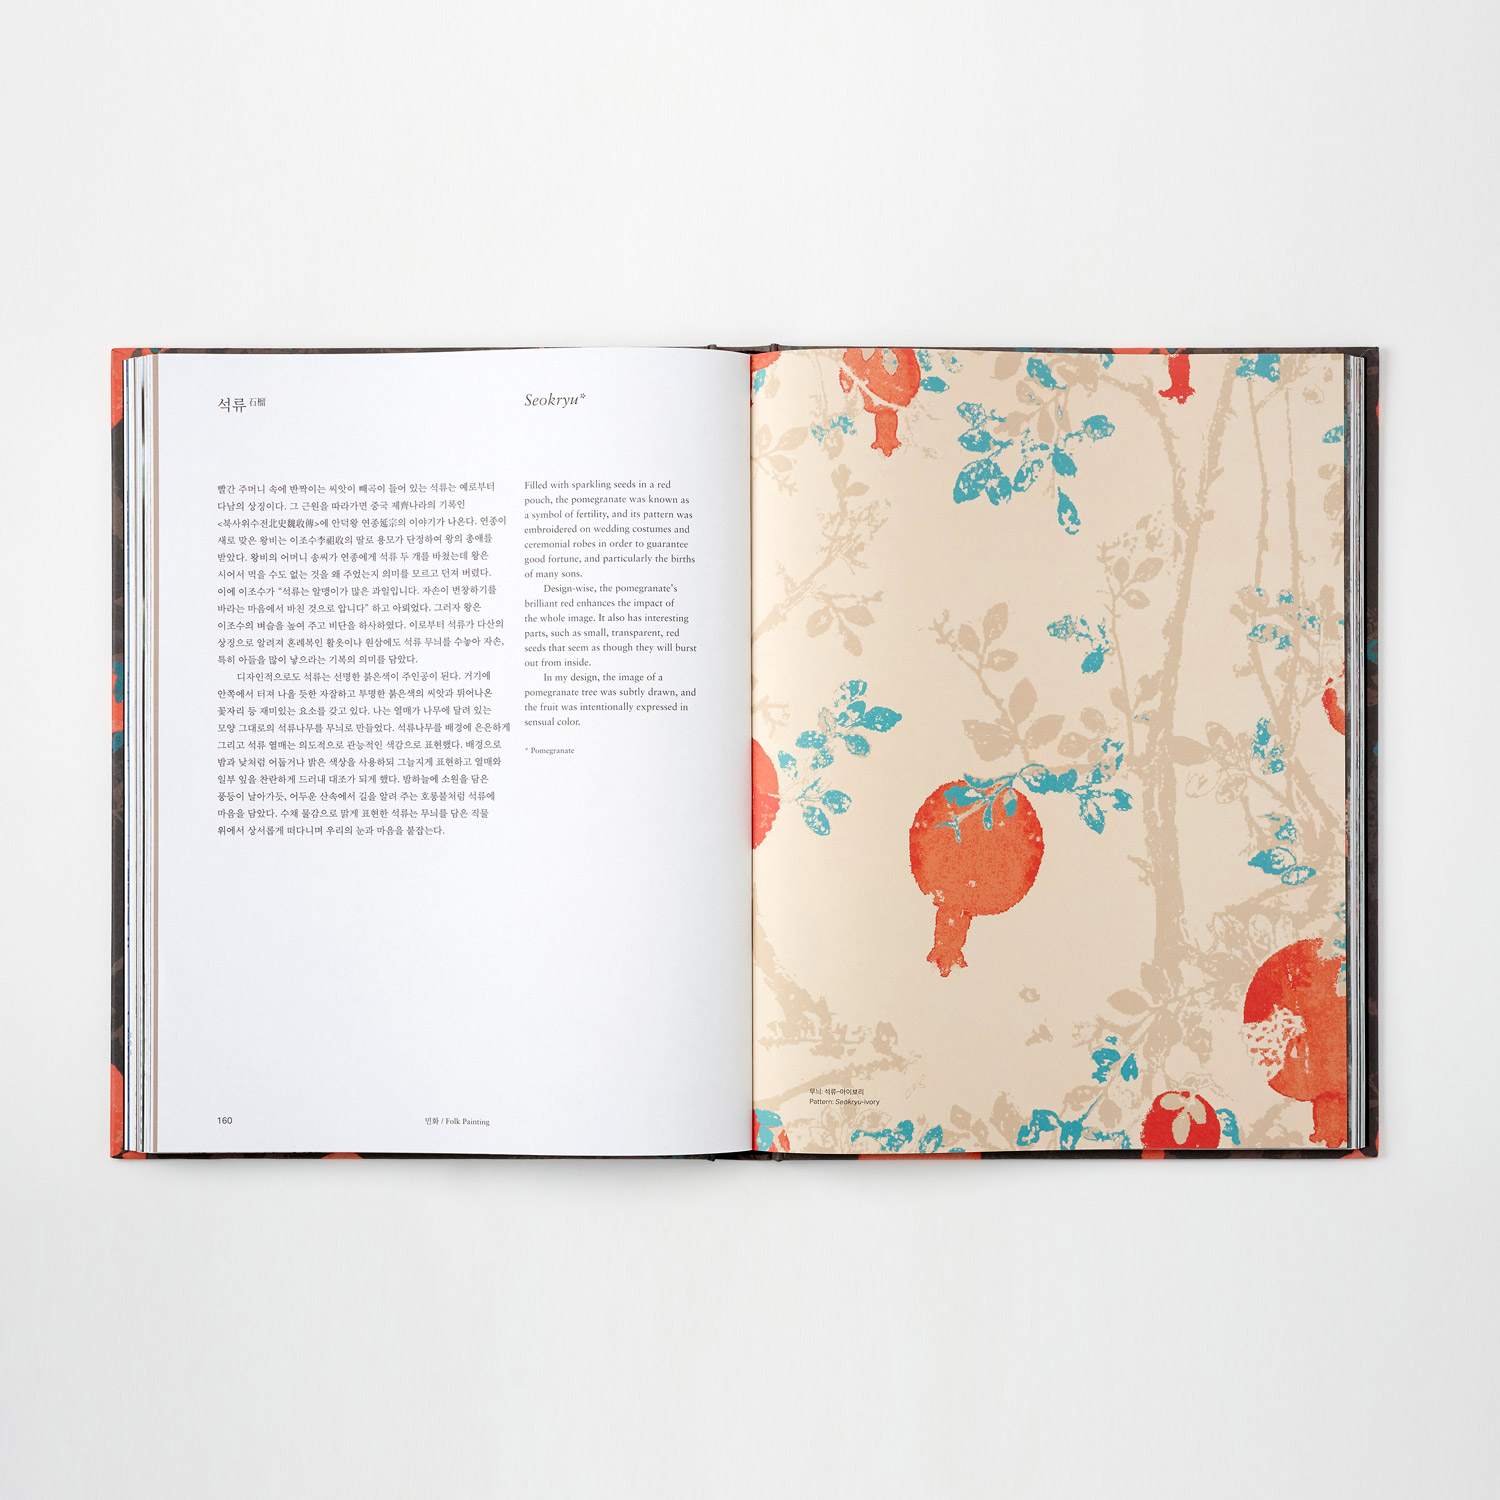 석류 石榴
빨간 주머니 속에 반짝이는 씨앗이 빼곡이 들어 있는 석류는 예로부터
다남의 상징이다. 그 근원을 따라가면 중국 제齊나라의 기록인
<북사위수전北史魏收傳>에 안덕왕 연종延宗의 이야기가 나온다. 연종이
새로 맞은 왕비는 이조수李祖收의 딸로 용모가 단정하여 왕의 총애를
받았다. 왕비의 어머니 송씨가 연종에게 석류 두 개를 바쳤는데 왕은
시어서 먹을 수도 없는 것을 왜 주었는지 의미를 모르고 던져 버렸다.
이에 이조수가 “석류는 알맹이가 많은 과일입니다. 자손이 번창하기를
바라는 마음에서 바친 것으로 압니다” 하고 아뢰었다. 그러자 왕은
이조수의 벼슬을 높여 주고 비단을 하사하였다. 이로부터 석류가 다산의
상징으로 알려져 혼례복인 활옷이나 원삼에도 석류 무늬를 수놓아 자손,
특히 아들을 많이 낳으라는 기복의 의미를 담았다.
디자인적으로도 석류는 선명한 붉은색이 주인공이 된다. 거기에
안쪽에서 터져 나올 듯한 자잘하고 투명한 붉은색의 씨앗과 튀어나온
꽃자리 등 재미있는 요소를 갖고 있다. 나는 열매가 나무에 달려 있는
모양 그대로의 석류나무를 무늬로 만들었다. 석류나무를 배경에 은은하게
그리고 석류 열매는 의도적으로 관능적인 색감으로 표현했다. 배경으로
밤과 낮처럼 어둡거나 밝은 색상을 사용하되 그늘지게 표현하고 열매와
일부 잎을 찬란하게 드러내 대조가 되게 했다. 밤하늘에 소원을 담은
풍등이 날아가듯, 어두운 산속에서 길을 알려 주는 호롱불처럼 석류에
마음을 담았다. 수채 물감으로 맑게 표현한 석류는 무늬를 담은 직물
위에서 상서롭게 떠다니며 우리의 눈과 마음을 붙잡는다.
Seokryu*
Filled with sparkling seeds in a red
pouch, the pomegranate was known as
a symbol of fertility, and its pattern was
embroidered on wedding costumes and
ceremonial robes in order to guarantee
good fortune, and particularly the births
of many sons.
Design-wise, the pomegranate’s
brilliant red enhances the impact of
the whole image. It also has interesting
parts, such as small, transparent, red
seeds that seem as though they will burst
out from inside.
In my design, the image of a
pomegranate tree was subtly drawn, and
the fruit was intentionally expressed in
sensual color.
* Pomegranate
160
민화 / Folk Painting
무늬: 석류-아이보리
Pattern: Seokryu-ivory